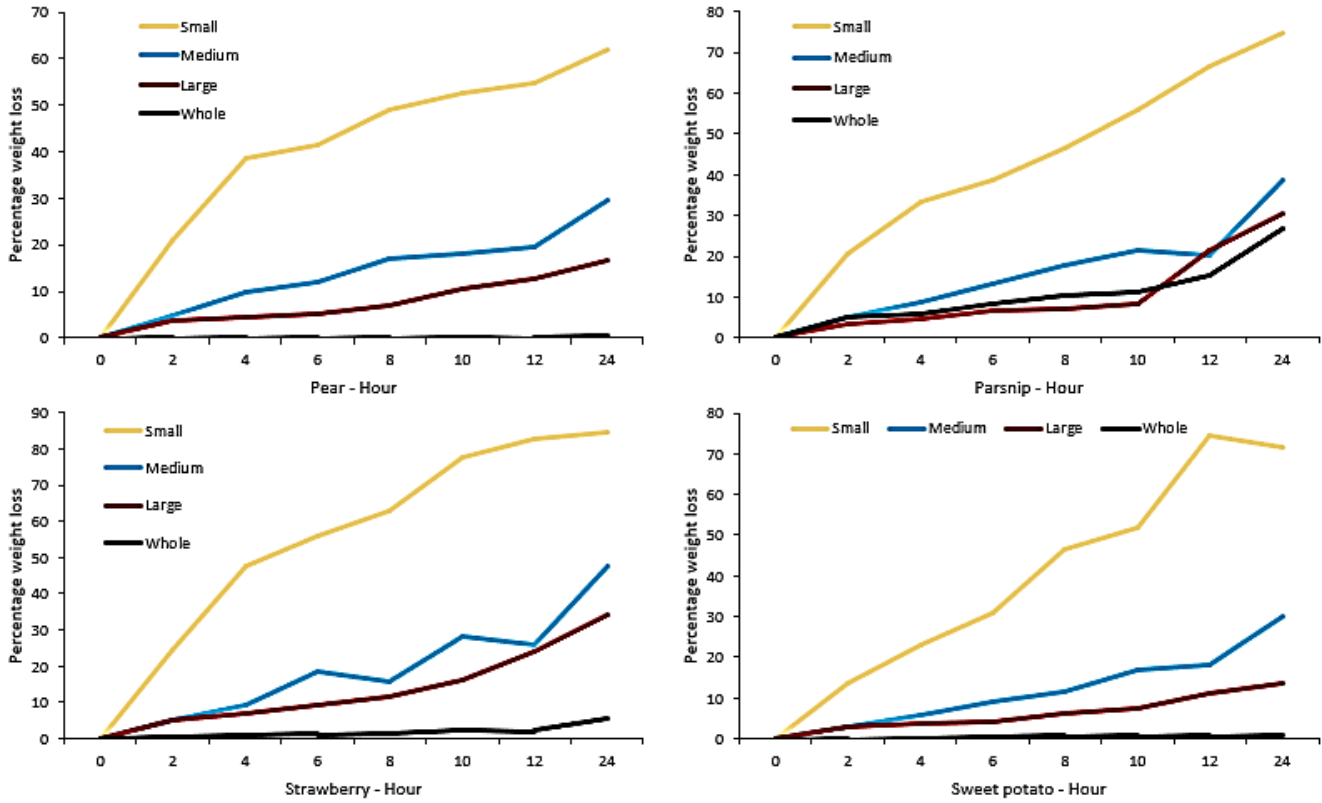 Percentage weight loss
70
60
50
40
30
20
10
0
Small
Medium
Large
Whole
0 2 4 6 8 10 12 24
Pear - Hour
Percentage weight loss
80
70
60
50
40
30
20
10
0
Small
Medium
Large
Whole
0 2 4 6 8 10 12 24
Parsnip - Hour
Percentage weight loss
90
80
70
60
50
40
30
20
10
0
Small
Medium
Large
Whole
0 2 4 6 8 10 12 24
Strawberry - Hour
Percentage weight loss
80
70
60
50
40
30
20
10
0
Small Medium Large Whole
0 2 4 6 8 10 12 24
Sweet potato - Hour